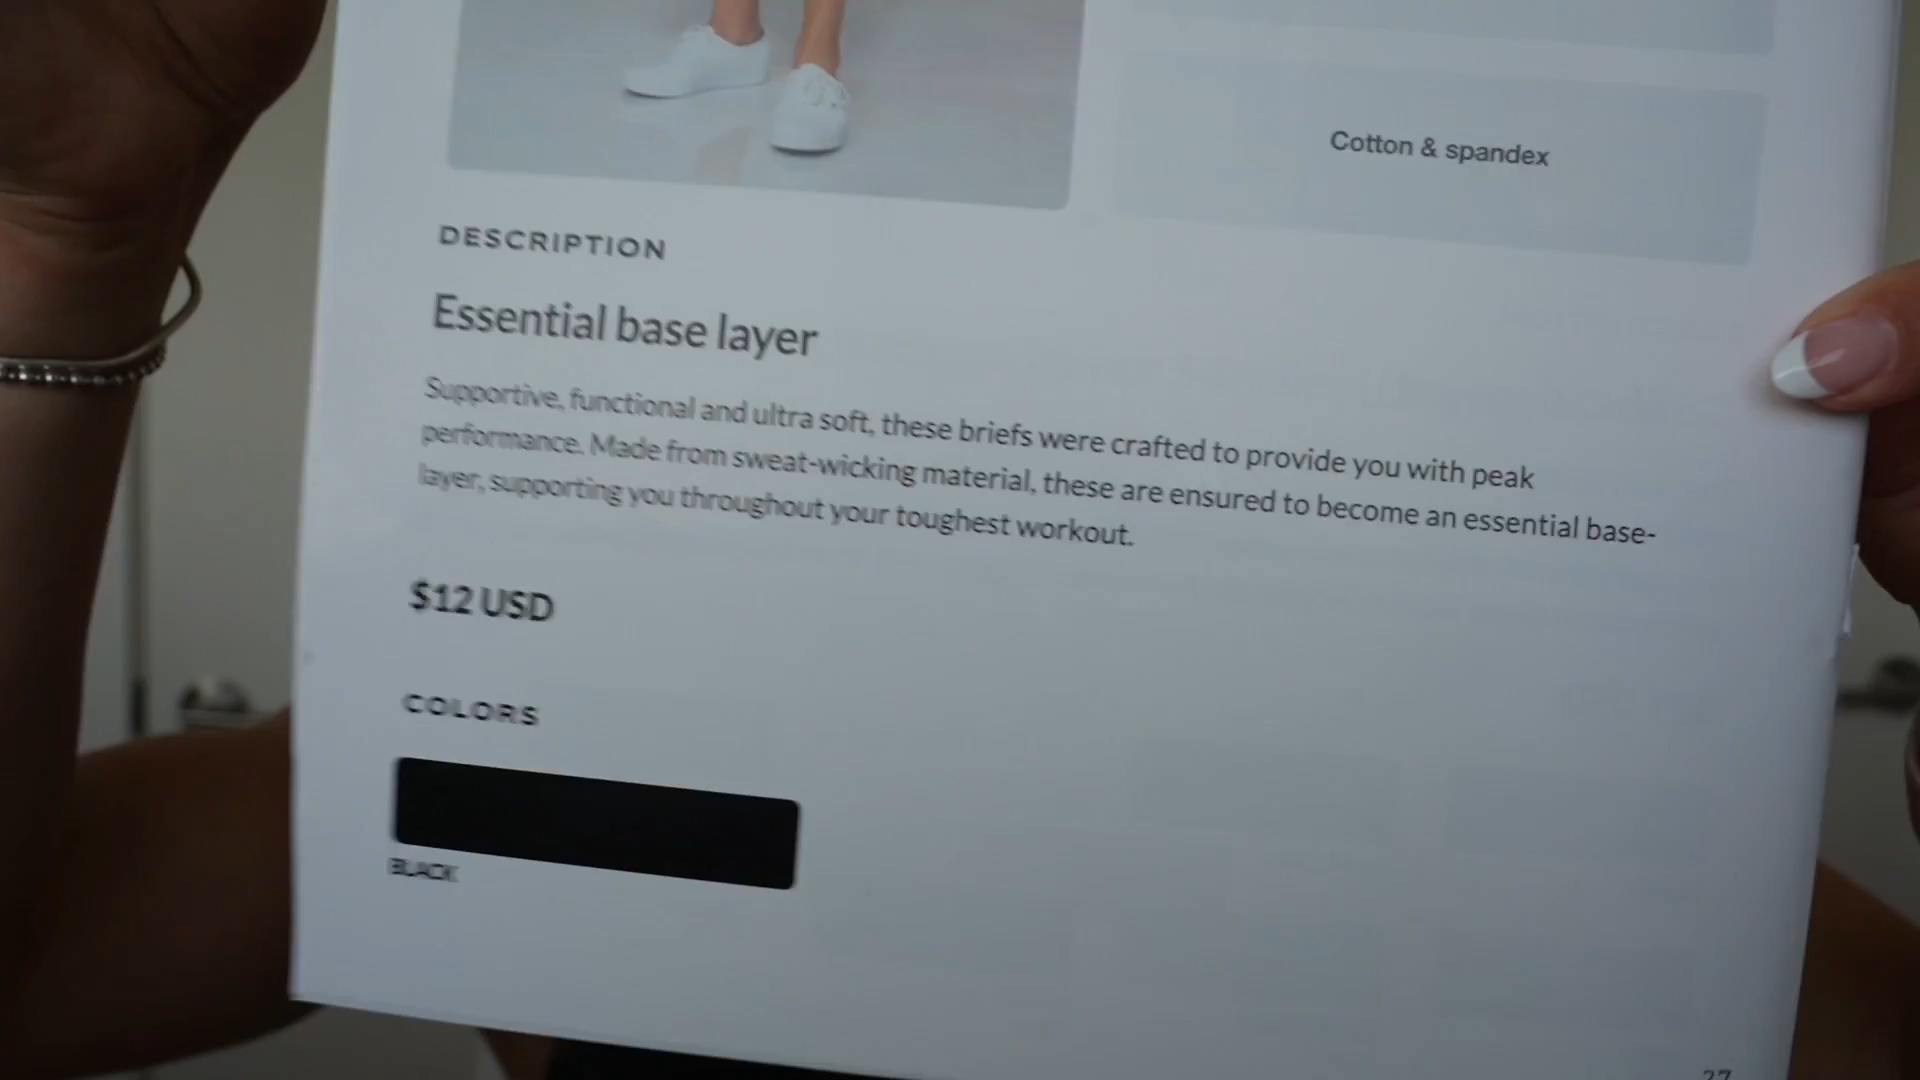 Cotton & spandex
DESCRIPTION
Essential base layer
Supportive, functional and ultra soft, these briefs were crafted to provide you with peak
performance. Made from sweat-wicking material, these are ensured to become an essential base-
layer, supporting you throughout your toughest workout.
$12 USD
COLORS
BLACK
27